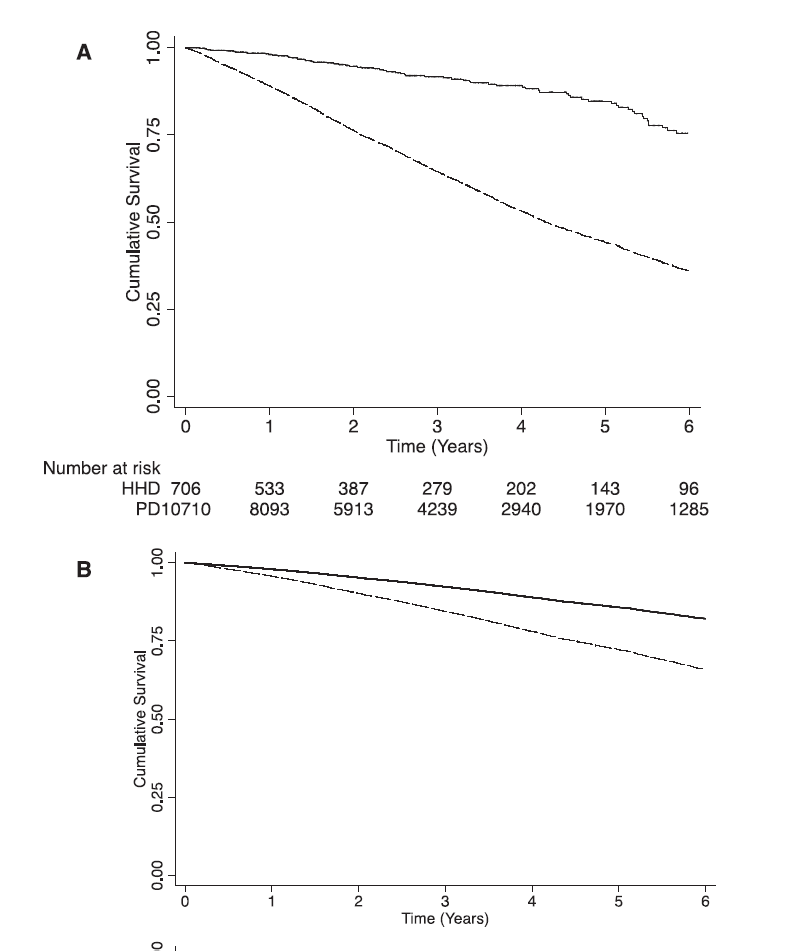 A
1.00
0.75
0.50
0.25
0.00
Cumulative Survival
0 1 2 3 4 5 6
Time (Years)
Number at risk
HHD 706 533 387 279 202 143 96
PD10710 8093 5913 4239 2940 1970 1285
B
1.00
0.75
0.50
0.25
0.00
Cumulative Survival
0 1 2 3 4 5 6
Time (Years)